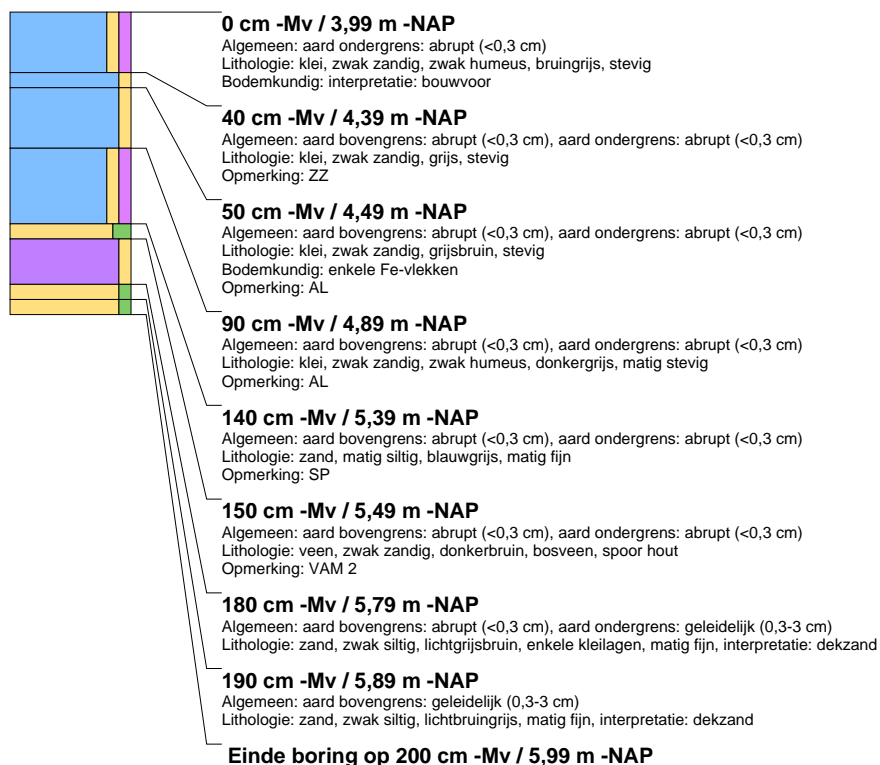 0 cm -Mv / 3,99 m -NAP
Algemeen: aard ondergrens: abrupt (<0,3 cm)
Lithologie: klei, zwak zandig, zwak humeus, bruingrijs, stevig
Bodemkundig: interpretatie: bouwvoor
40 cm -Mv / 4,39 m -NAP
Algemeen: aard bovengrens: abrupt (<0,3 cm), aard ondergrens: abrupt (<0,3 cm)
Lithologie: klei, zwak zandig, grijs, stevig
Opmerking: ZZ
50 cm -Mv / 4,49 m -NAP
Algemeen: aard bovengrens: abrupt (<0,3 cm), aard ondergrens: abrupt (<0,3 cm)
Lithologie: klei, zwak zandig, grijsbruin, stevig
Bodemkundig: enkele Fe-vlekken
Opmerking: AL
90 cm -Mv / 4,89 m -NAP
Algemeen: aard bovengrens: abrupt (<0,3 cm), aard ondergrens: abrupt (<0,3 cm)
Lithologie: klei, zwak zandig, zwak humeus, donkergrijs, matig stevig
Opmerking: AL
140 cm -Mv / 5,39 m -NAP
Algemeen: aard bovengrens: abrupt (<0,3 cm), aard ondergrens: abrupt (<0,3 cm)
Lithologie: zand, matig siltig, blauwgrijs, matig fijn
Opmerking: SP
150 cm -Mv / 5,49 m -NAP
Algemeen: aard bovengrens: abrupt (<0,3 cm), aard ondergrens: abrupt (<0,3 cm)
Lithologie: veen, zwak zandig, donkerbruin, bosveen, spoor hout
Opmerking: VAM 2
180 cm -Mv / 5,79 m -NAP
Algemeen: aard bovengrens: abrupt (<0,3 cm), aard ondergrens: geleidelijk (0,3-3 cm)
Lithologie: zand, zwak siltig, lichtgrijsbruin, enkele kleilagen, matig fijn, interpretatie: dekzand
190 cm -Mv / 5,89 m -NAP
Algemeen: aard bovengrens: geleidelijk (0,3-3 cm)
Lithologie: zand, zwak siltig, lichtbruingrijs, matig fijn, interpretatie: dekzand
Einde boring op 200 cm -Mv / 5,99 m -NAP